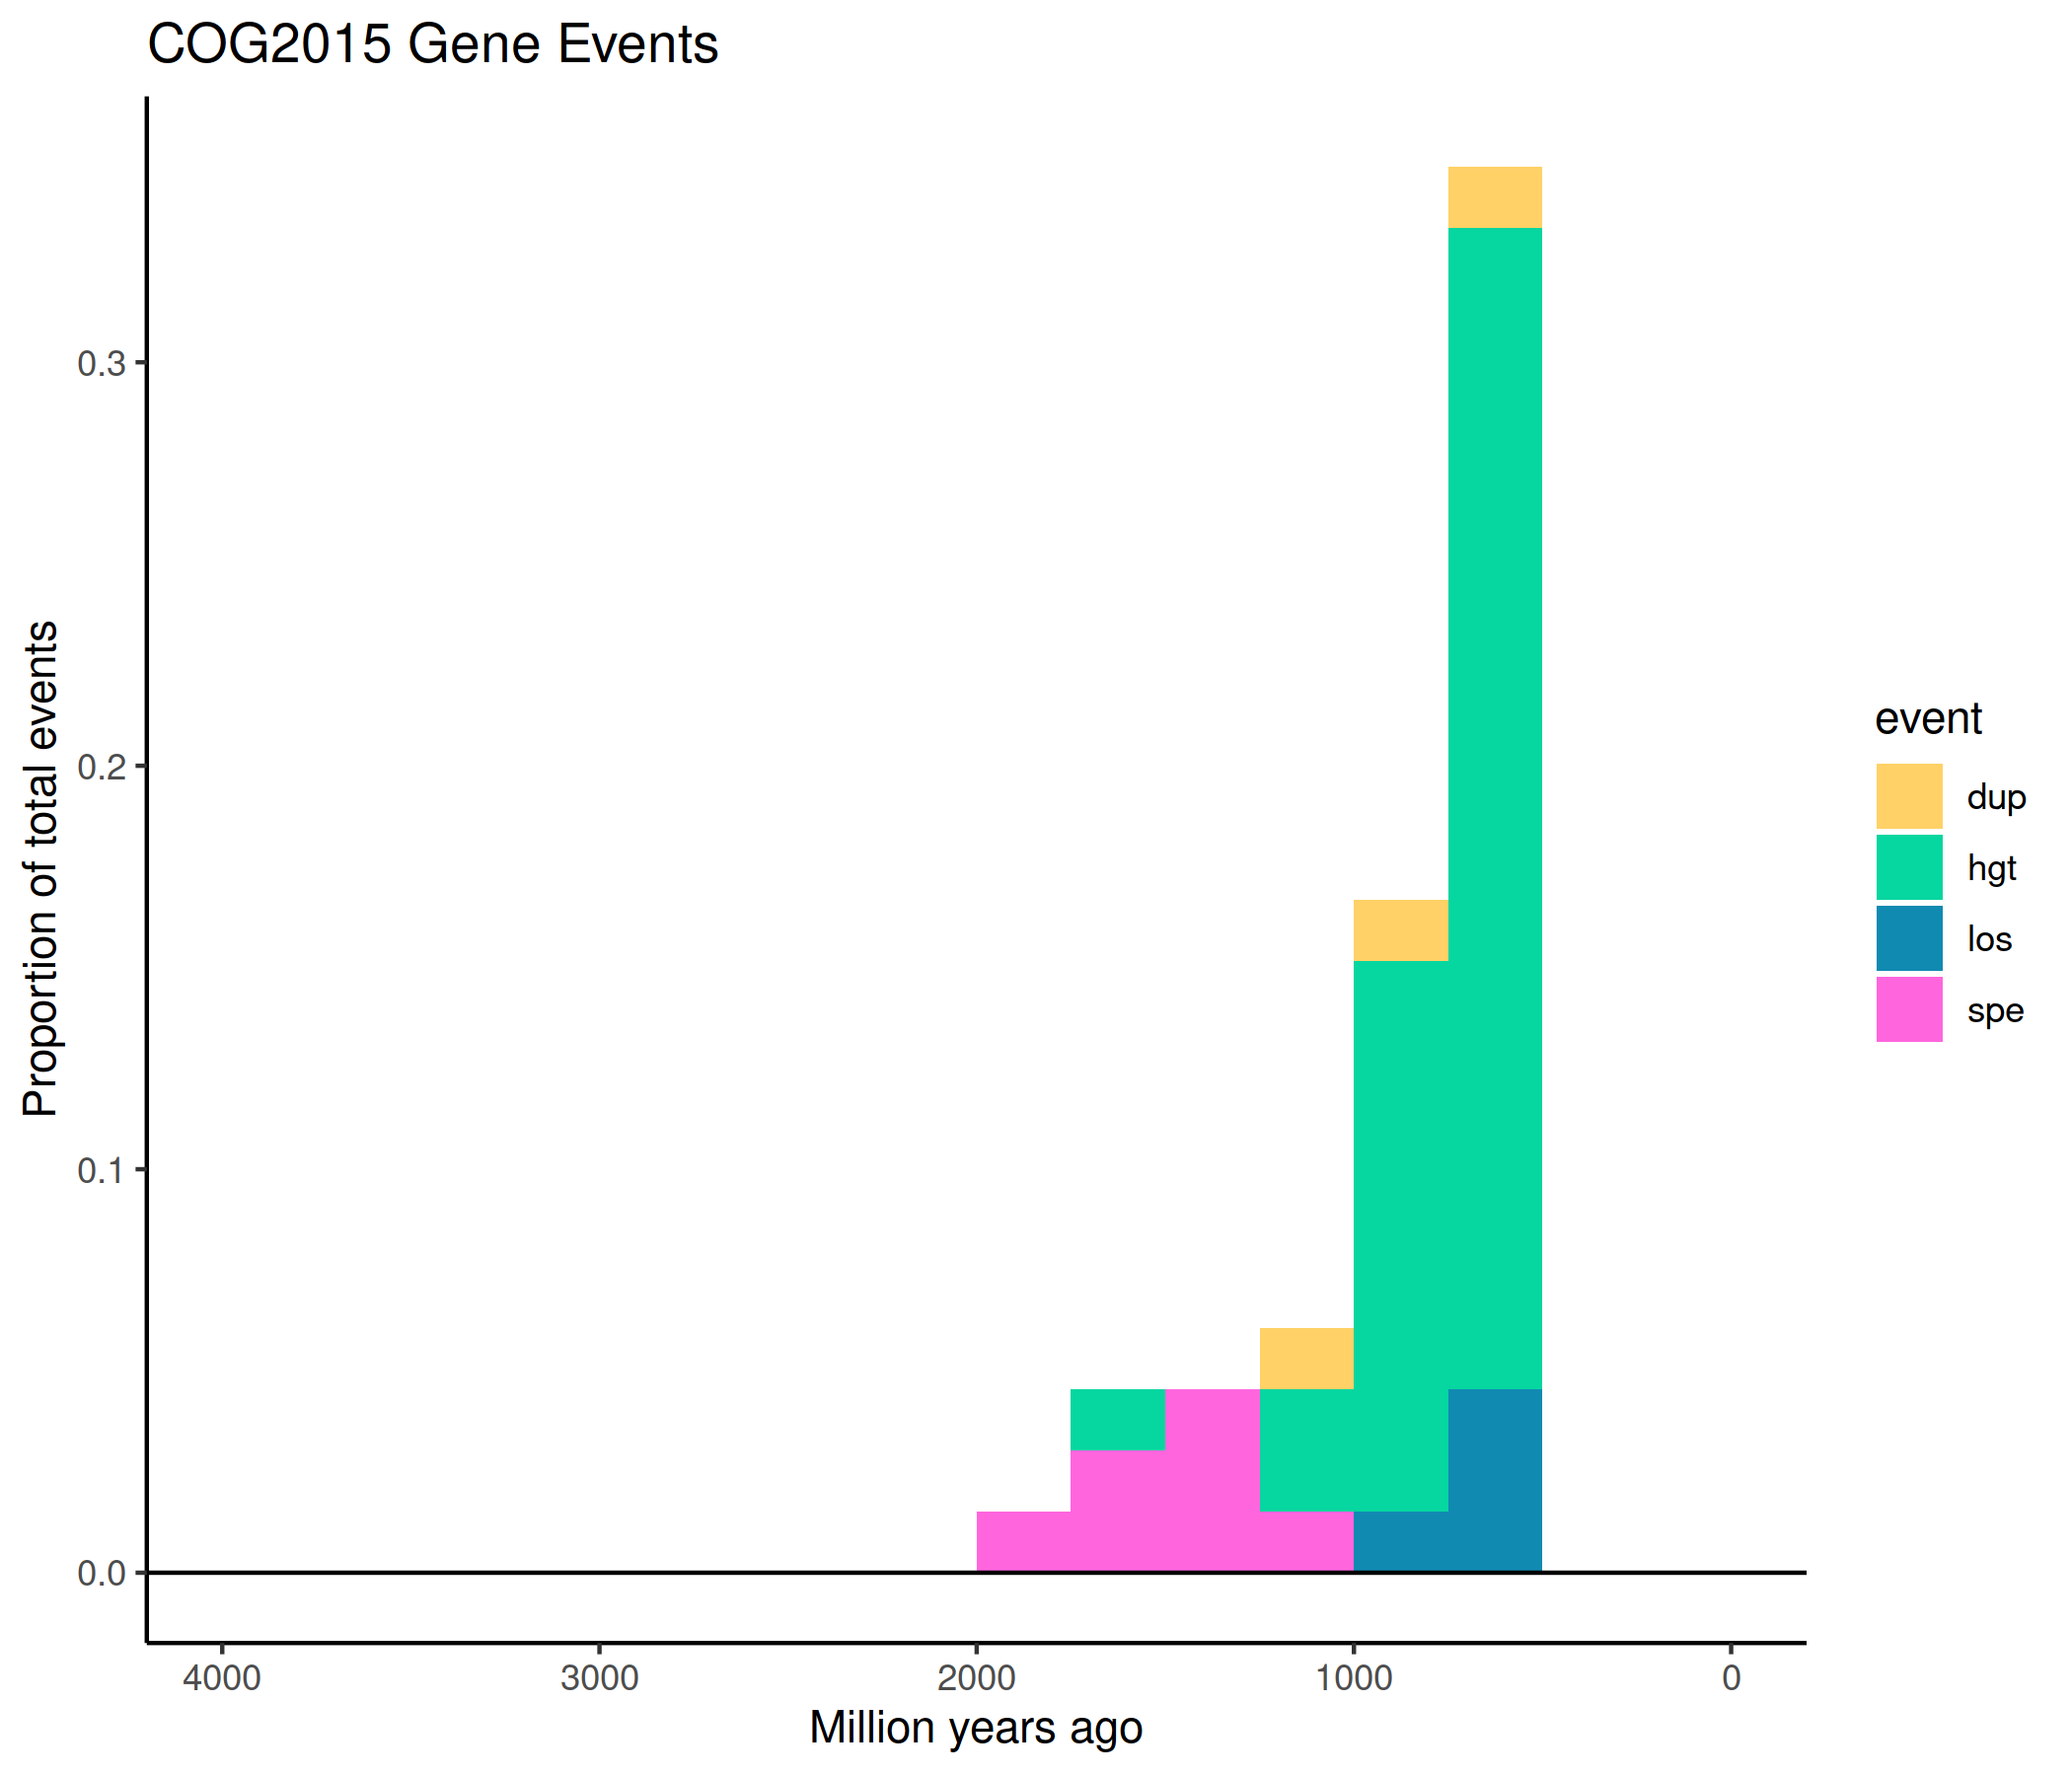 COG2015 Gene Events
Proportion of total events
0.3
0.2
0.1
0.0
4000 3000 2000 1000 0
Million years ago
event
dup
hgt
los
spe